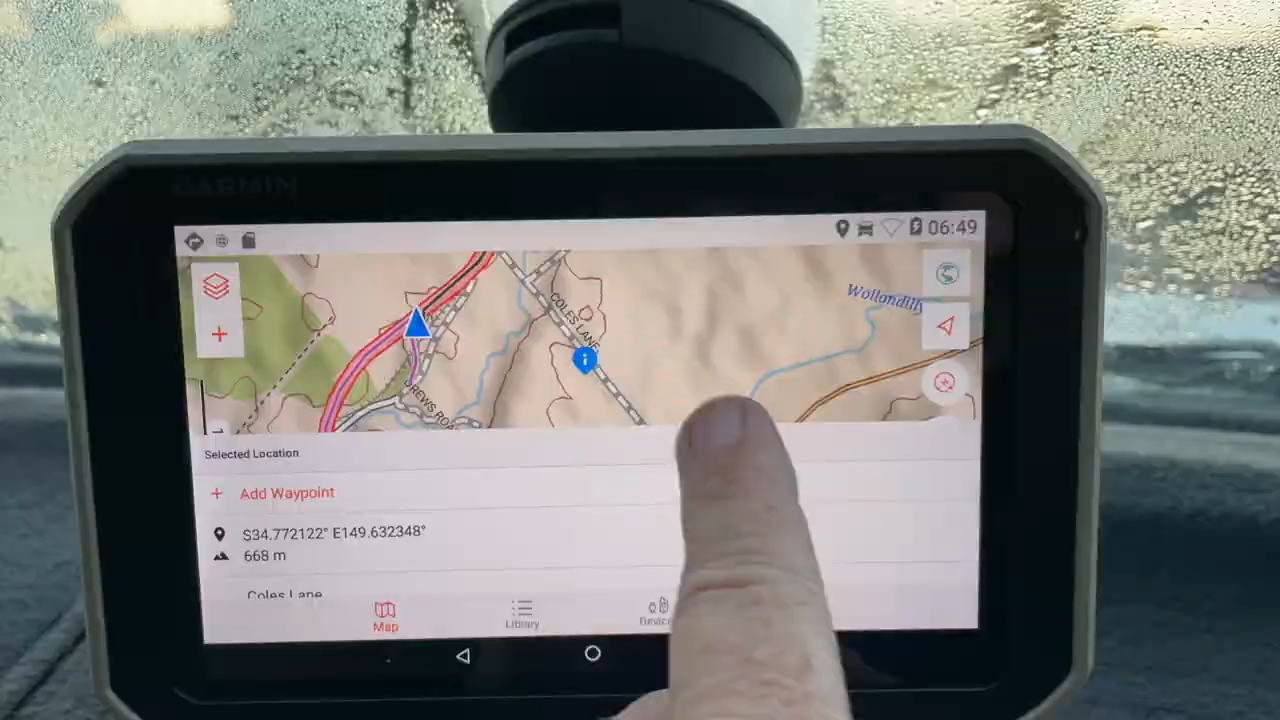 GARMIN
06:49
COLES LANE
Wollondilly
Selected Location
+ Add Waypoint
S34.772122° E149.632348°
668 m
Coles Lane
Map
Library